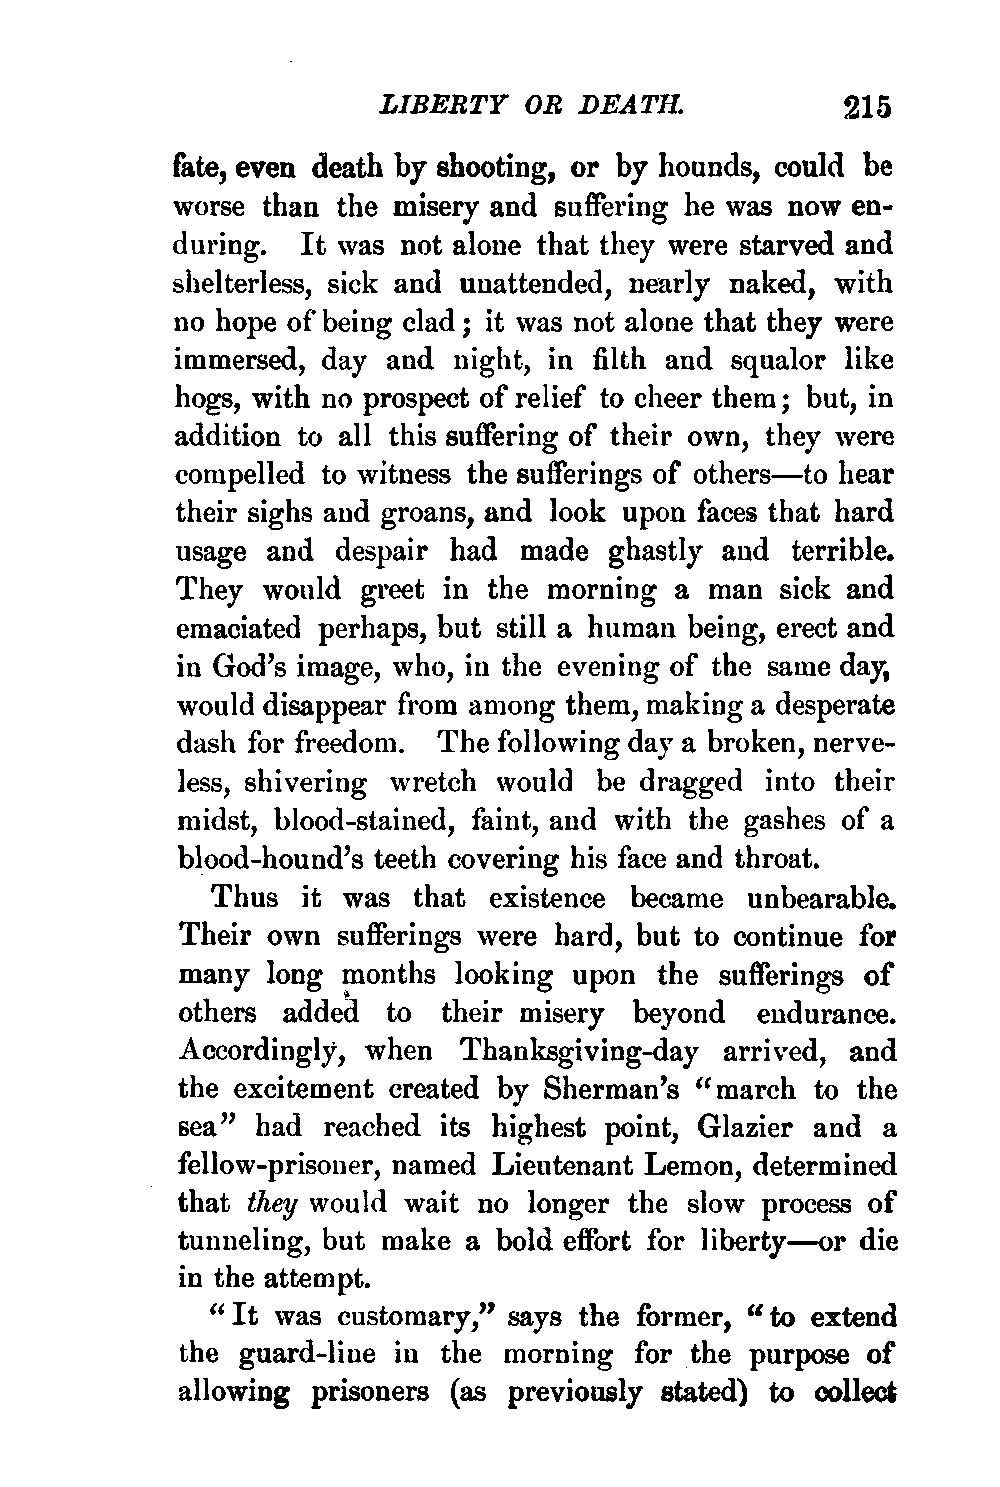 LIBERTY OR DEATH. 215
fate, even death by shooting, or by hounds, could be
worse than the misery and suffering he was now en-
during. It was not alone that they were starved and
shelterless, sick and unattended, nearly naked, with
no hope of being clad; it was not alone that they were
immersed, day and night, in filth and squalor like
hogs, with no prospect of relief to cheer them; but, in
addition to all this suffering of their own, they were
compelled to witness the sufferings of others—to hear
their sighs and groans, and look upon faces that hard
usage and despair had made ghastly and terrible.
They would greet in the morning a man sick and
emaciated perhaps, but still a human being, erect and
in God's image, who, in the evening of the same day,
would disappear from among them, making a desperate
dash for freedom. The following day a broken, nerve-
less, shivering wretch would be dragged into their
midst, blood-stained, faint, and with the gashes of a
blood-hound's teeth covering his face and throat.
Thus it was that existence became unbearable.
Their own sufferings were hard, but to continue for
many long months looking upon the sufferings of
others added to their misery beyond endurance.
Accordingly, when Thanksgiving-day arrived, and
the excitement created by Sherman's "march to the
sea" had reached its highest point, Glazier and a
fellow-prisoner, named Lieutenant Lemon, determined
that they would wait no longer the slow process of
tunneling, but make a bold effort for liberty—or die
in the attempt.
"It was customary," says the former, "to extend
the guard-line in the morning for the purpose of
allowing prisoners (as previously stated) to collect